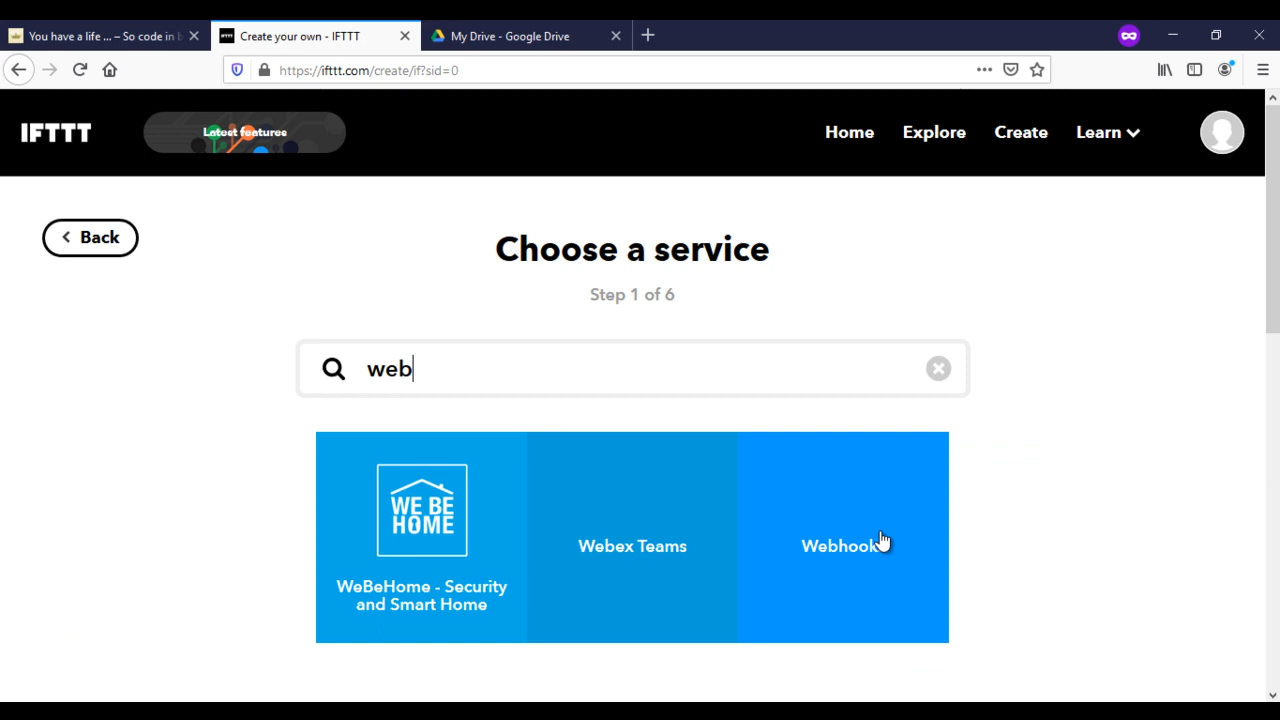 You have a life ... – So code in b
Create your own - IFTTT
My Drive - Google Drive
https://ifttt.com/create/if?sid=0
IFTTT
Latest features
Home
Explore
Create
Learn
Back
Choose a service
Step 1 of 6
web
WE BE
HOME
WeBeHome - Security
and Smart Home
Webex Teams
Webhook